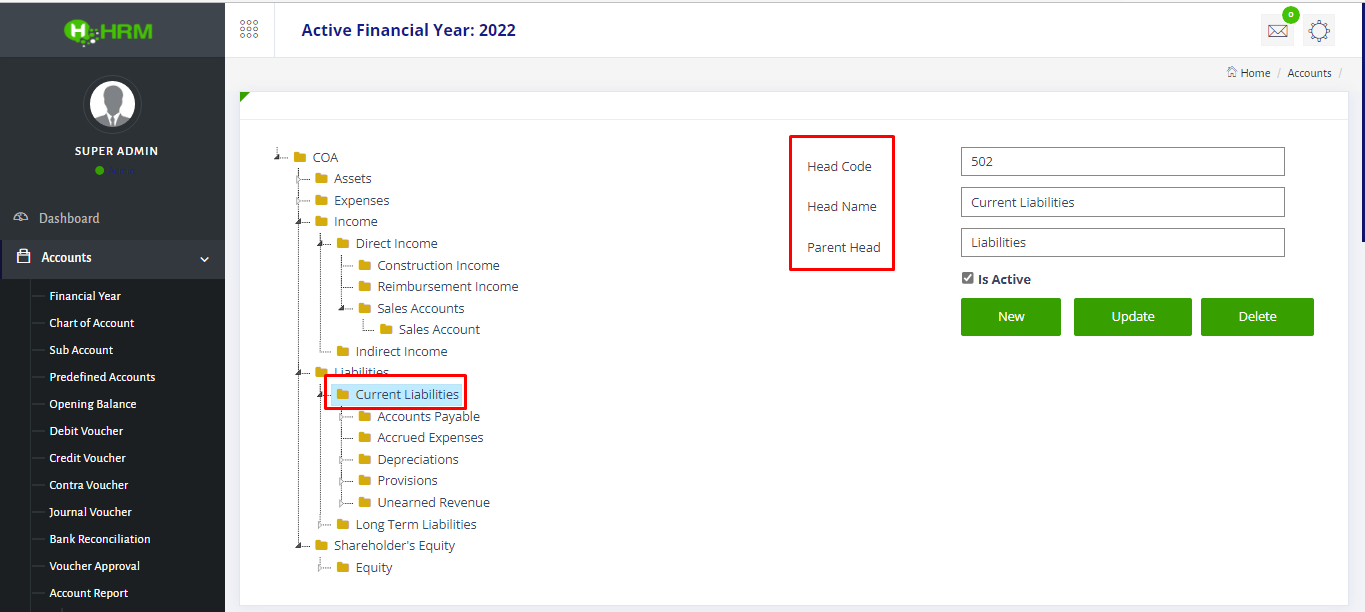 HRM
Active Financial Year: 2022
0
Home / Accounts /
SUPER ADMIN
Dashboard
Accounts
Financial Year
Chart of Account
Sub Account
Predefined Accounts
Opening Balance
Debit Voucher
Credit Voucher
Contra Voucher
Journal Voucher
Bank Reconciliation
Voucher Approval
Account Report
COA
Assets
Expenses
Income
Direct Income
Construction Income
Reimbursement Income
Sales Accounts
Sales Account
Indirect Income
Liabilities
Current Liabilities
Accounts Payable
Accrued Expenses
Depreciations
Provisions
Unearned Revenue
Long Term Liabilities
Shareholder's Equity
Equity
Head Code
502
Head Name
Current Liabilities
Parent Head
Liabilities
Is Active
New
Update
Delete